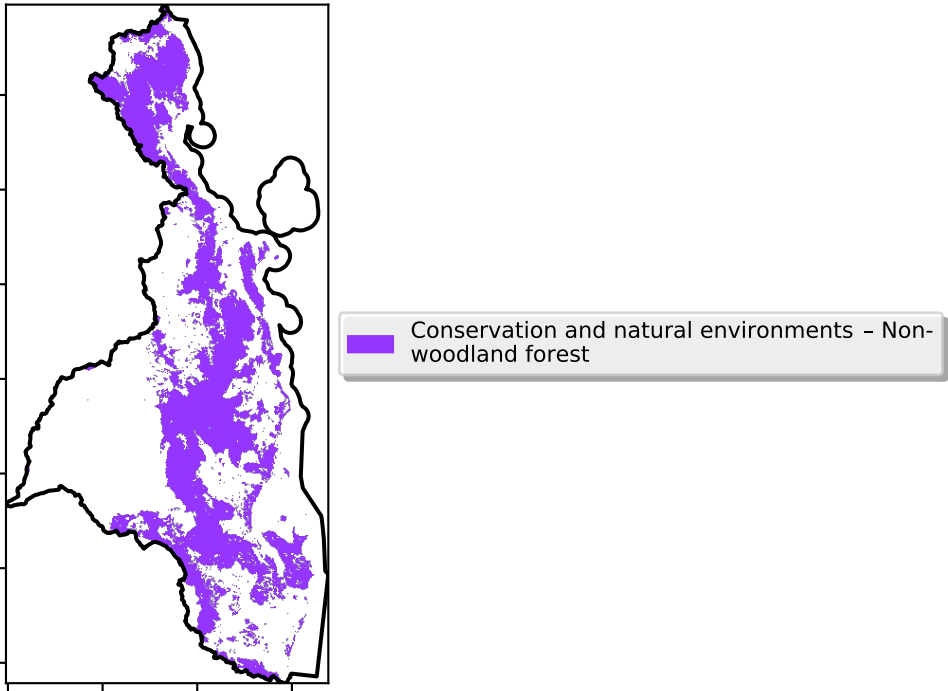 Conservation and natural environments – Non-
woodland forest